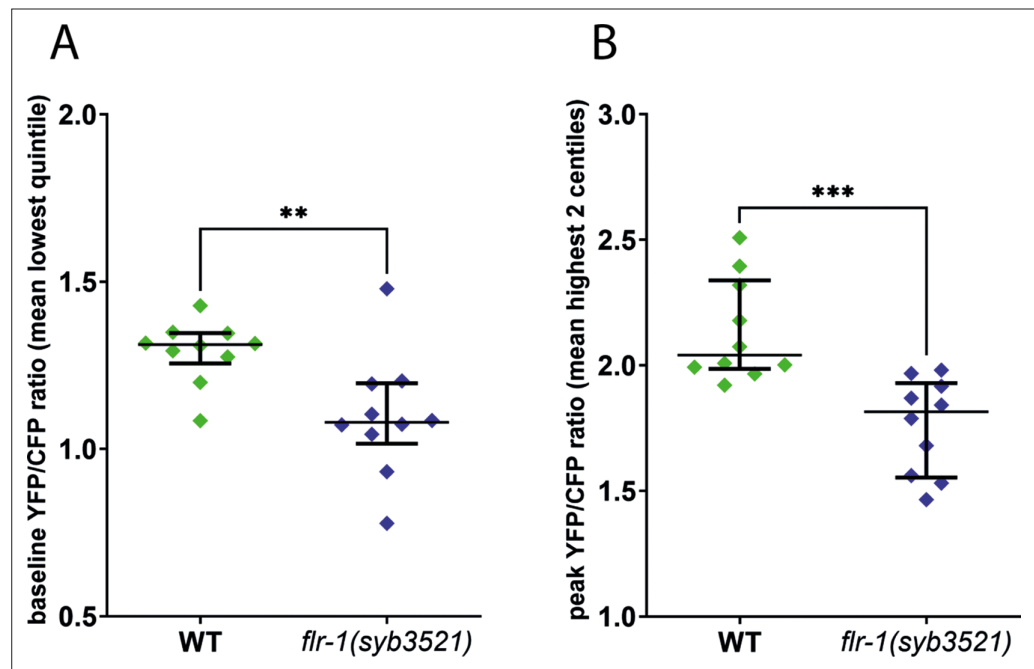 A
baseline YFP/CFP ratio (mean lowest quintile)
2.0
1.5
1.0
0.5
**
WT
flr-1(syb3521)
B
peak YFP/CFP ratio (mean highest 2 centiles)
3.0
2.5
2.0
1.5
1.0
***
WT
flr-1(syb3521)